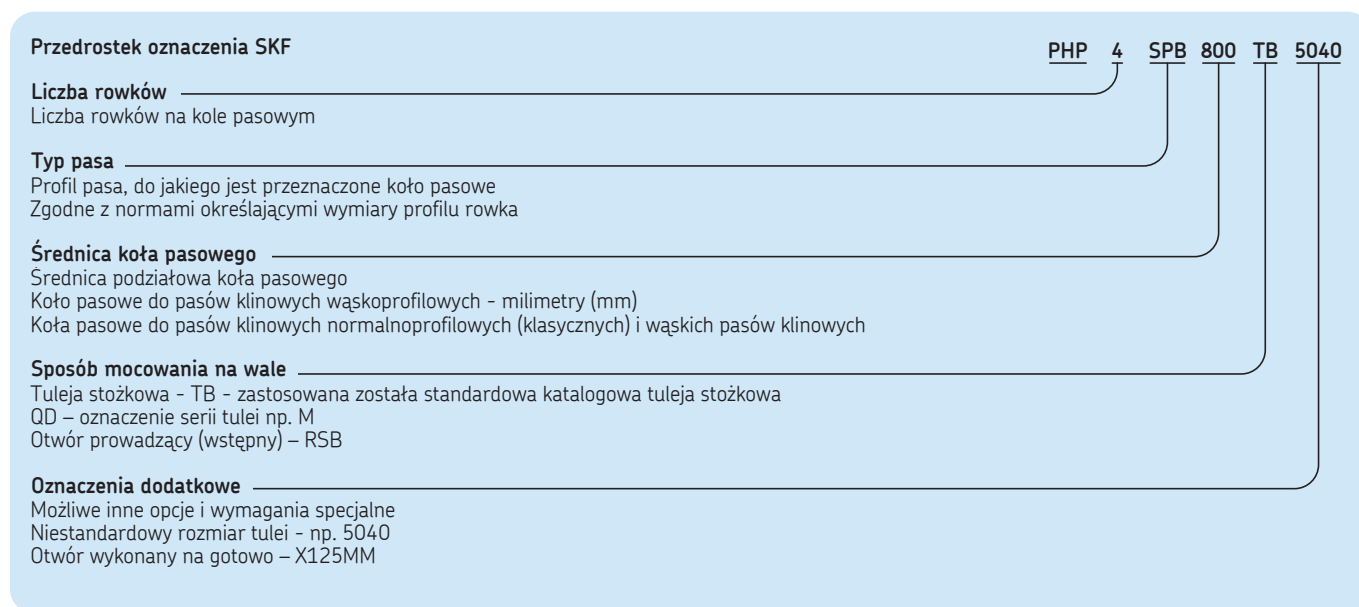 Przedrostek oznaczenia SKF PHP 4 SPB 800 TB 5040
Liczba rowków
Liczba rowków na kole pasowym
Typ pasa
Profil pasa, do jakiego jest przeznaczone koło pasowe
Zgodne z normami określającymi wymiary profilu rowka
Średnica koła pasowego
Średnica podziałowa koła pasowego
Koło pasowe do pasów klinowych wąskoprofilowych - milimetry (mm)
Koła pasowe do pasów klinowych normalnoprofilowych (klasycznych) i wąskich pasów klinowych
Sposób mocowania na wale
Tuleja stożkowa - TB - zastosowana została standardowa katalogowa tuleja stożkowa
QD – oznaczenie serii tulei np. M
Otwór prowadzący (wstępny) – RSB
Oznaczenia dodatkowe
Możliwe inne opcje i wymagania specjalne
Niestandardowy rozmiar tulei - np. 5040
Otwór wykonany na gotowo – X125MM